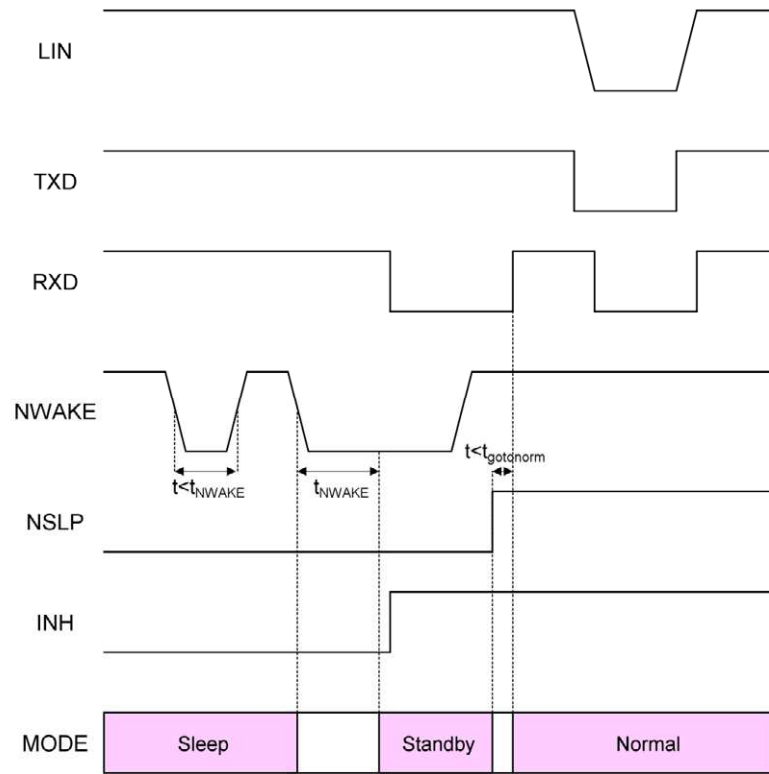 LIN
TXD
RXD
NWAKE
t<tgotonorm
t<tNWAKE
tNWAKE
NSLP
INH
MODE
Sleep
Standby
Normal